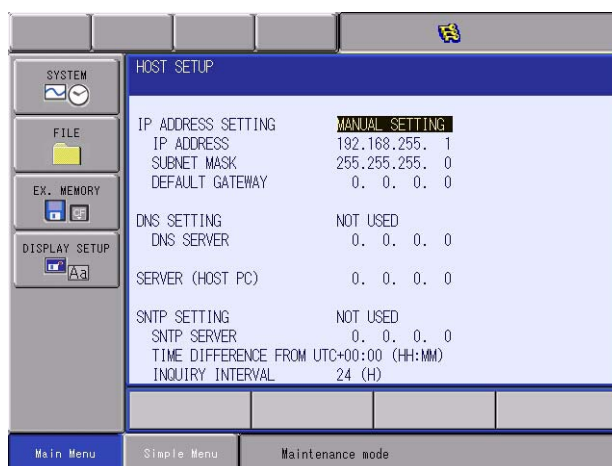 SYSTEM
FILE
EX. MEMORY
DISPLAY SETUP
Aa
HOST SETUP
IP ADDRESS SETTING MANUAL SETTING
IP ADDRESS 192.168.255. 1
SUBNET MASK 255.255.255. 0
DEFAULT GATEWAY 0. 0. 0. 0
DNS SETTING NOT USED
DNS SERVER 0. 0. 0. 0
SERVER (HOST PC) 0. 0. 0. 0
SNTP SETTING NOT USED
SNTP SERVER 0. 0. 0. 0
TIME DIFFERENCE FROM UTC+00:00 (HH:MM)
INQUIRY INTERVAL 24 (H)
Main Menu Simple Menu Maintenance mode